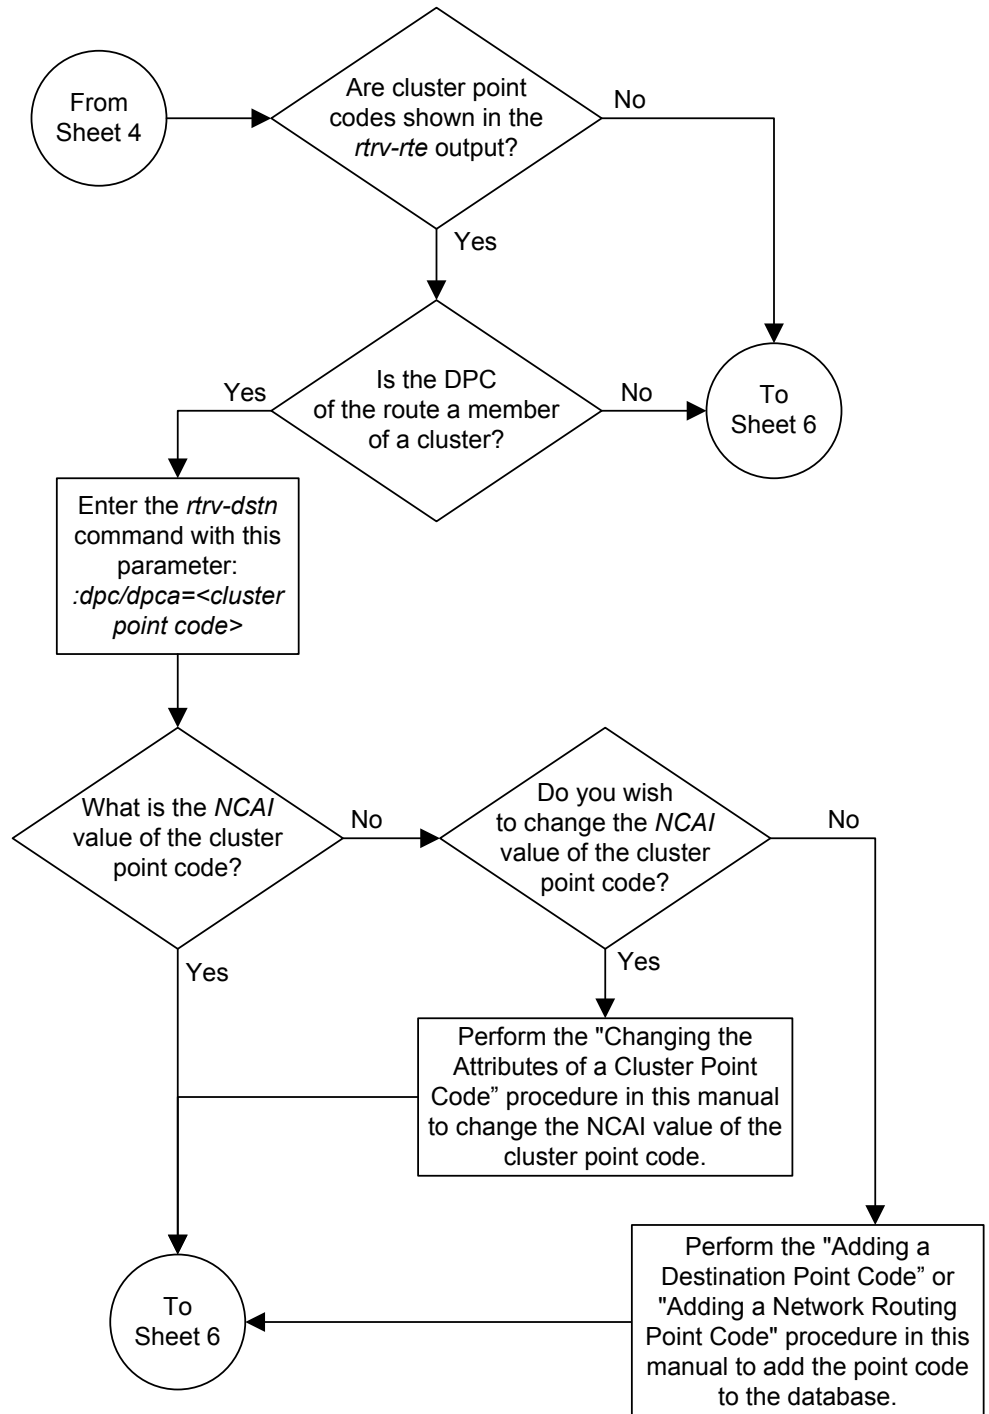 From
Sheet 4
Are cluster point
codes shown in the
rtrv-rte output?
No
Yes
Is the DPC
of the route a member
of a cluster?
Yes
No
To
Sheet 6
Enter the rtrv-dstn
command with this
parameter:
:dpc/dpca=<cluster
point code>
What is the NCAI
value of the cluster
point code?
No
Yes
Do you wish
to change the NCAI
value of the cluster
point code?
No
Yes
Perform the "Changing the
Attributes of a Cluster Point
Code” procedure in this manual
to change the NCAI value of the
cluster point code.
Perform the "Adding a
Destination Point Code” or
"Adding a Network Routing
Point Code" procedure in this
manual to add the point code
to the database.
To
Sheet 6